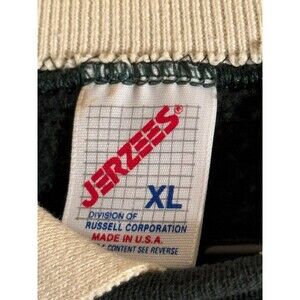 JERZEES®
XL
DIVISION OF
RUSSELL CORPORATION
MADE IN U.S.A.
CONTENT SEE REVERSE